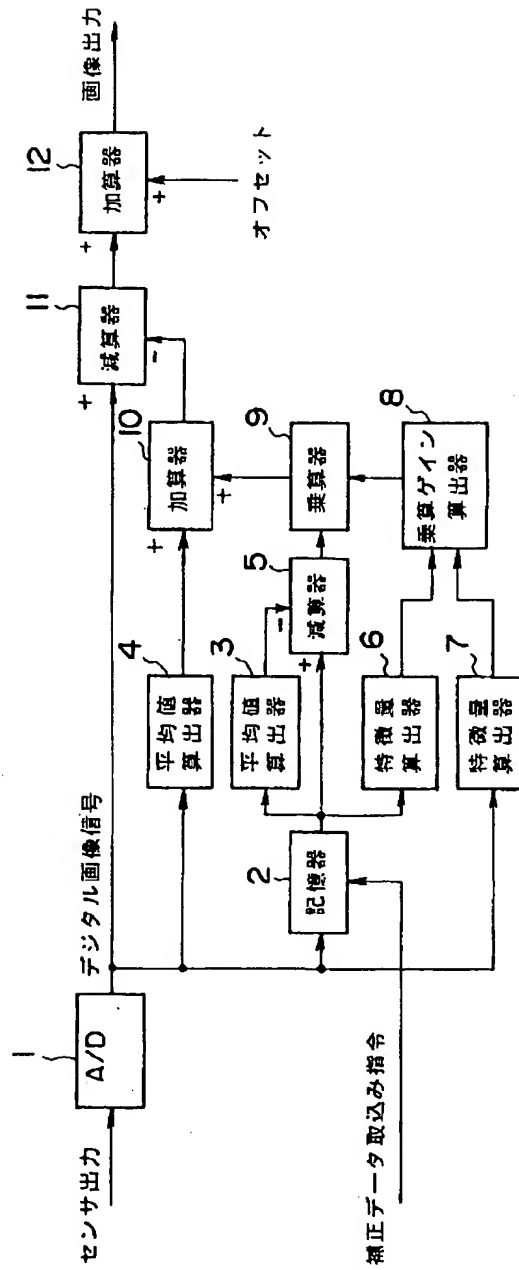 センサ出力
1
A/D
デジタル画像信号
補正データ取込み指令
2
記憶器
4
平均値
算出器
3
平均値
算出器
6
特徴量
算出器
7
特徴量
算出器
5
減算器
+
-
8
乗算ゲイン
算出器
9
乗算器
10
加算器
+
+
11
減算器
+
-
12
加算器
+
+
オフセット
画像出力